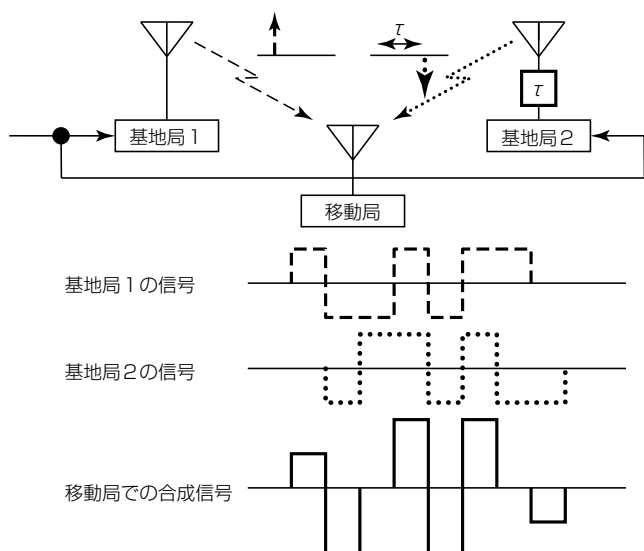 τ
τ
基地局1
基地局2
移動局
基地局1の信号
基地局2の信号
移動局での合成信号